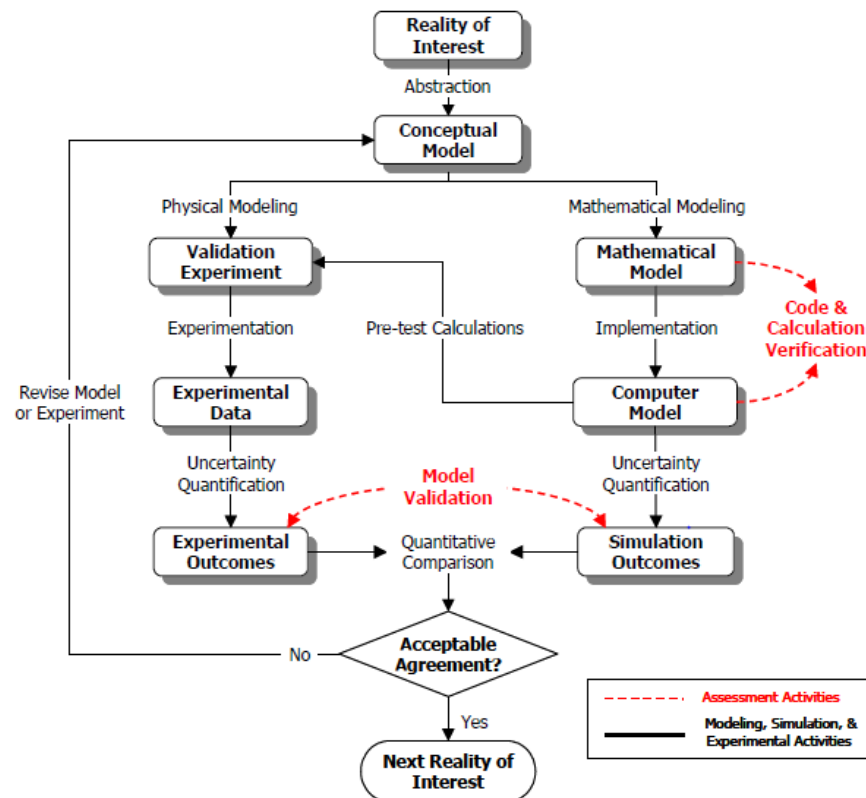 Reality of
Interest
Abstraction
Conceptual
Model
Physical Modeling
Mathematical Modeling
Validation
Experiment
Mathematical
Model
Code &
Calculation
Verification
Experimentation
Pre-test Calculations
Implementation
Revise Model
or Experiment
Experimental
Data
Computer
Model
Uncertainty
Quantification
Model
Validation
Uncertainty
Quantification
Experimental
Outcomes
Quantitative
Comparison
Simulation
Outcomes
No
Acceptable
Agreement?
Yes
Next Reality of
Interest
Assessment Activities
Modeling, Simulation, &
Experimental Activities